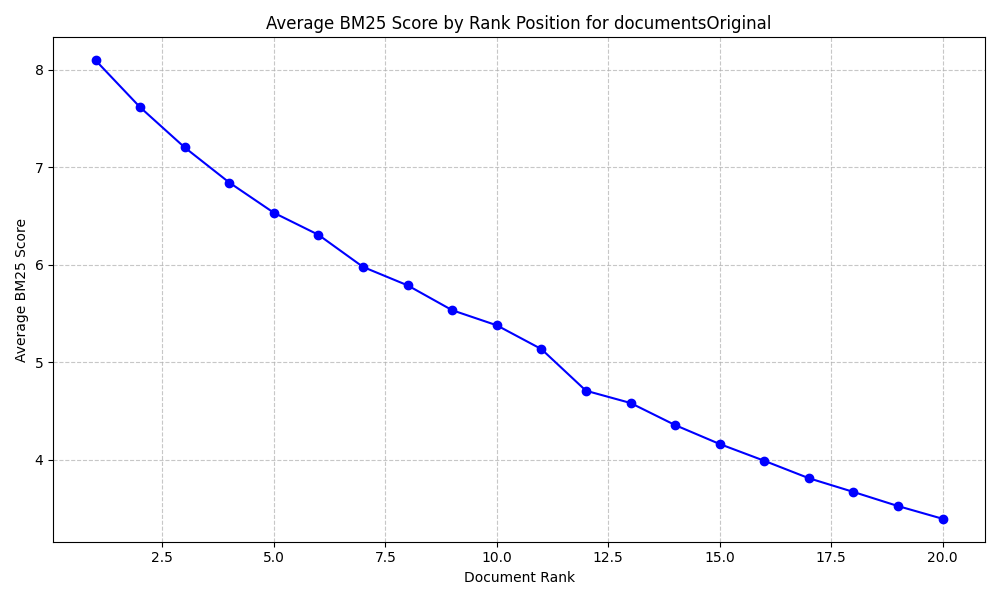 Average BM25 Score by Rank Position for documentsOriginal
Average BM25 Score
8
7
6
5
4
2.5 5.0 7.5 10.0 12.5 15.0 17.5 20.0
Document Rank